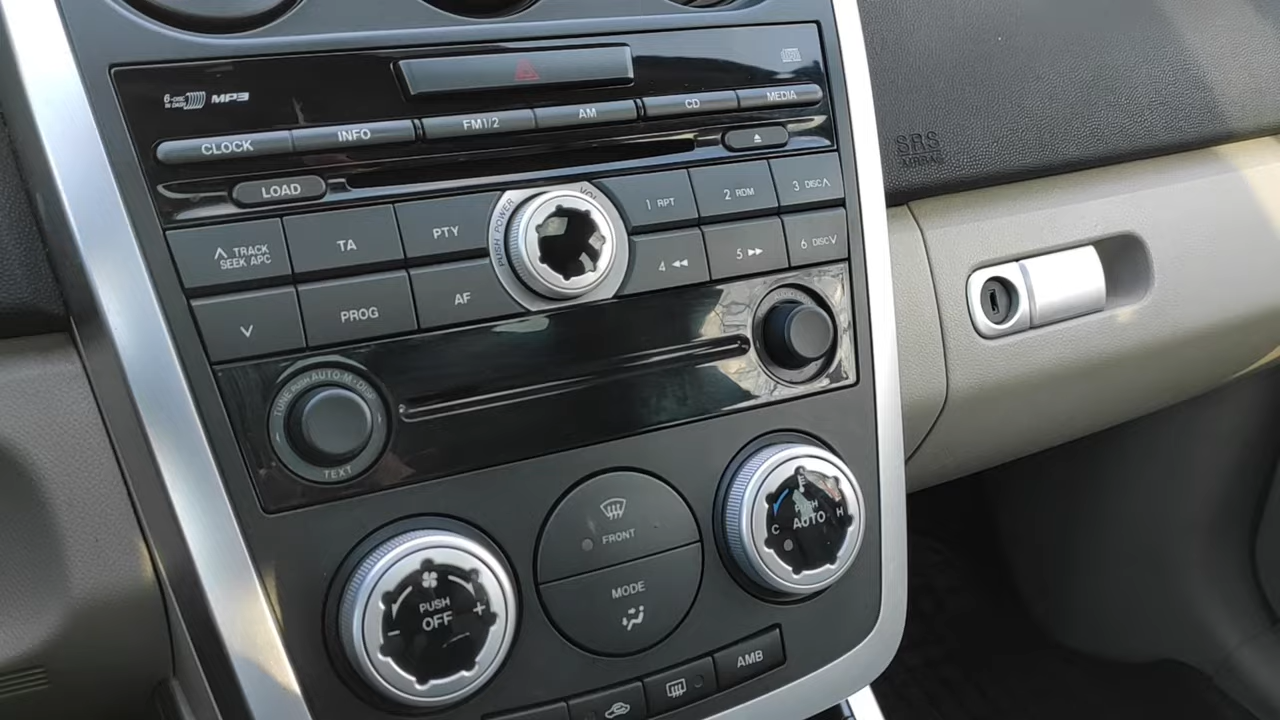 6-DISC
IN DASH
MP3
CLOCK
INFO
FM1/2
AM
CD
MEDIA
LOAD
TRACK
SEEK APC
TA
PTY
PUSH POWER
VOL
1 RPT
2 RDM
3 DISC
PROG
AF
4
5
6 DISC
TUNE PUSH AUTO-M
TEXT
SRS
AIRBAG
FRONT
MODE
PUSH
OFF
- +
PUSH
AUTO
C H
AMB